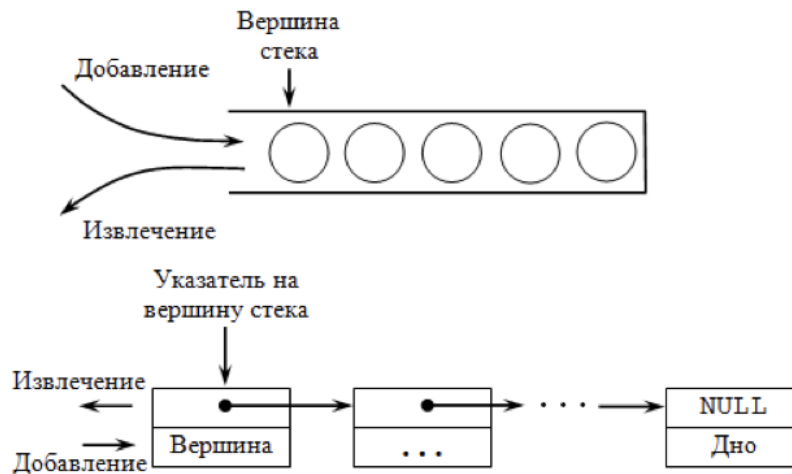 Вершина
стека
Добавление
Извлечение
Указатель на
вершину стека
Извлечение
NULL
Добавление
Вершина
...
Дно